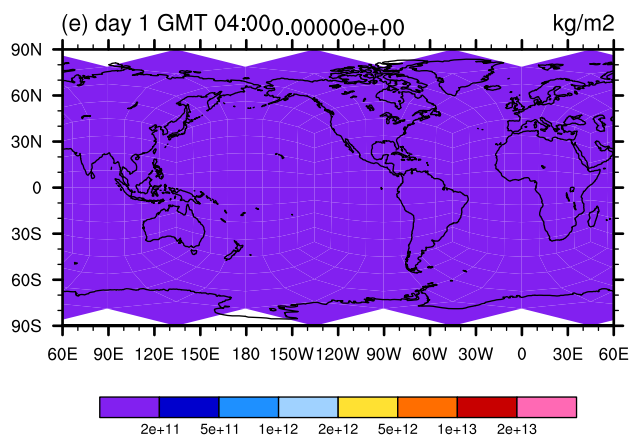 (e) day 1 GMT 04:00 0.00000e+00 kg/m2
90N
60N
30N
0
30S
60S
90S
60E 90E 120E 150E 180 150W 120W 90W 60W 30W 0 30E 60E
2e+11 5e+11 1e+12 2e+12 5e+12 1e+13 2e+13